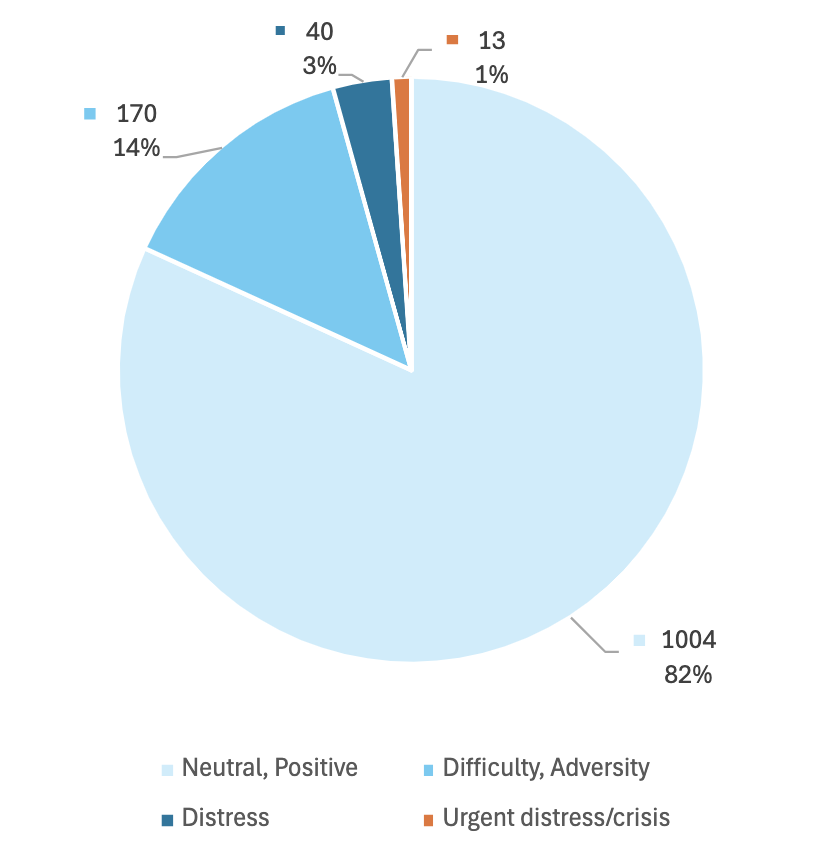 40
3%
13
1%
170
14%
1004
82%
Neutral, Positive
Difficulty, Adversity
Distress
Urgent distress/crisis